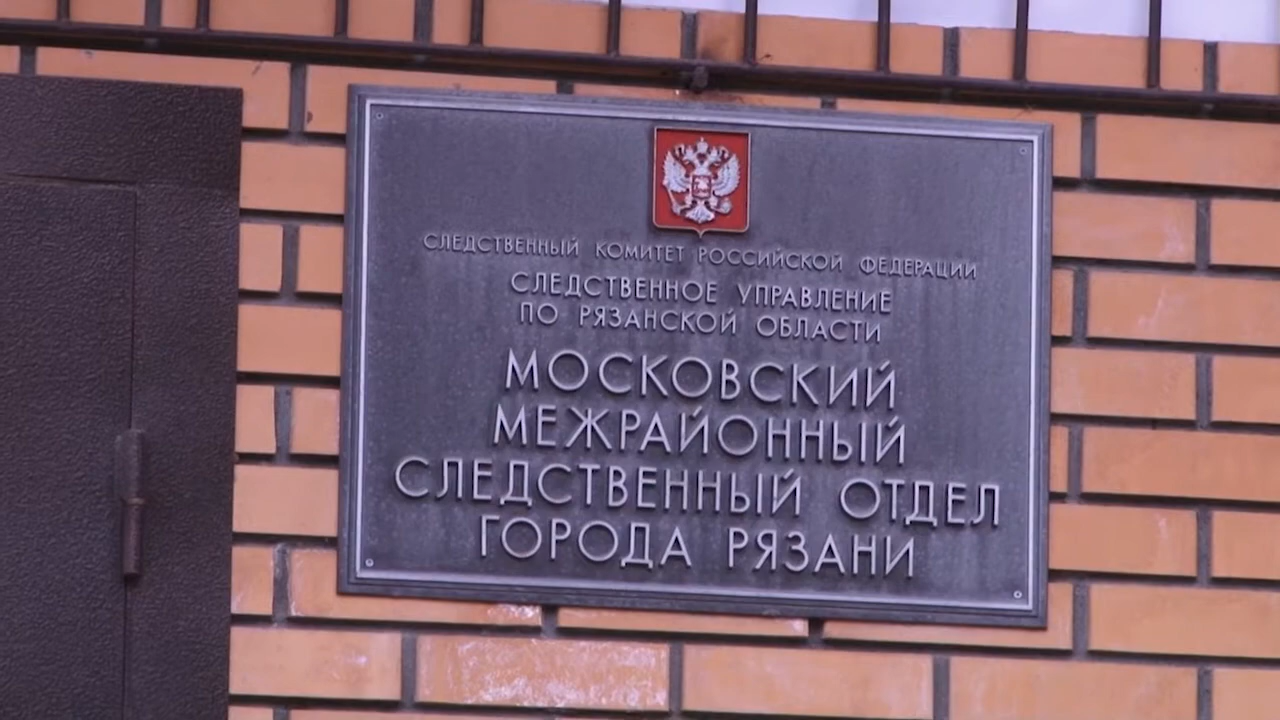 СЛЕДСТВЕННЫЙ КОМИТЕТ РОССИЙСКОЙ ФЕДЕРАЦИИ
СЛЕДСТВЕННОЕ УПРАВЛЕНИЕ
ПО РЯЗАНСКОЙ ОБЛАСТИ
МОСКОВСКИЙ
МЕЖРАЙОННЫЙ
СЛЕДСТВЕННЫЙ ОТДЕЛ
ГОРОДА РЯЗАНИ